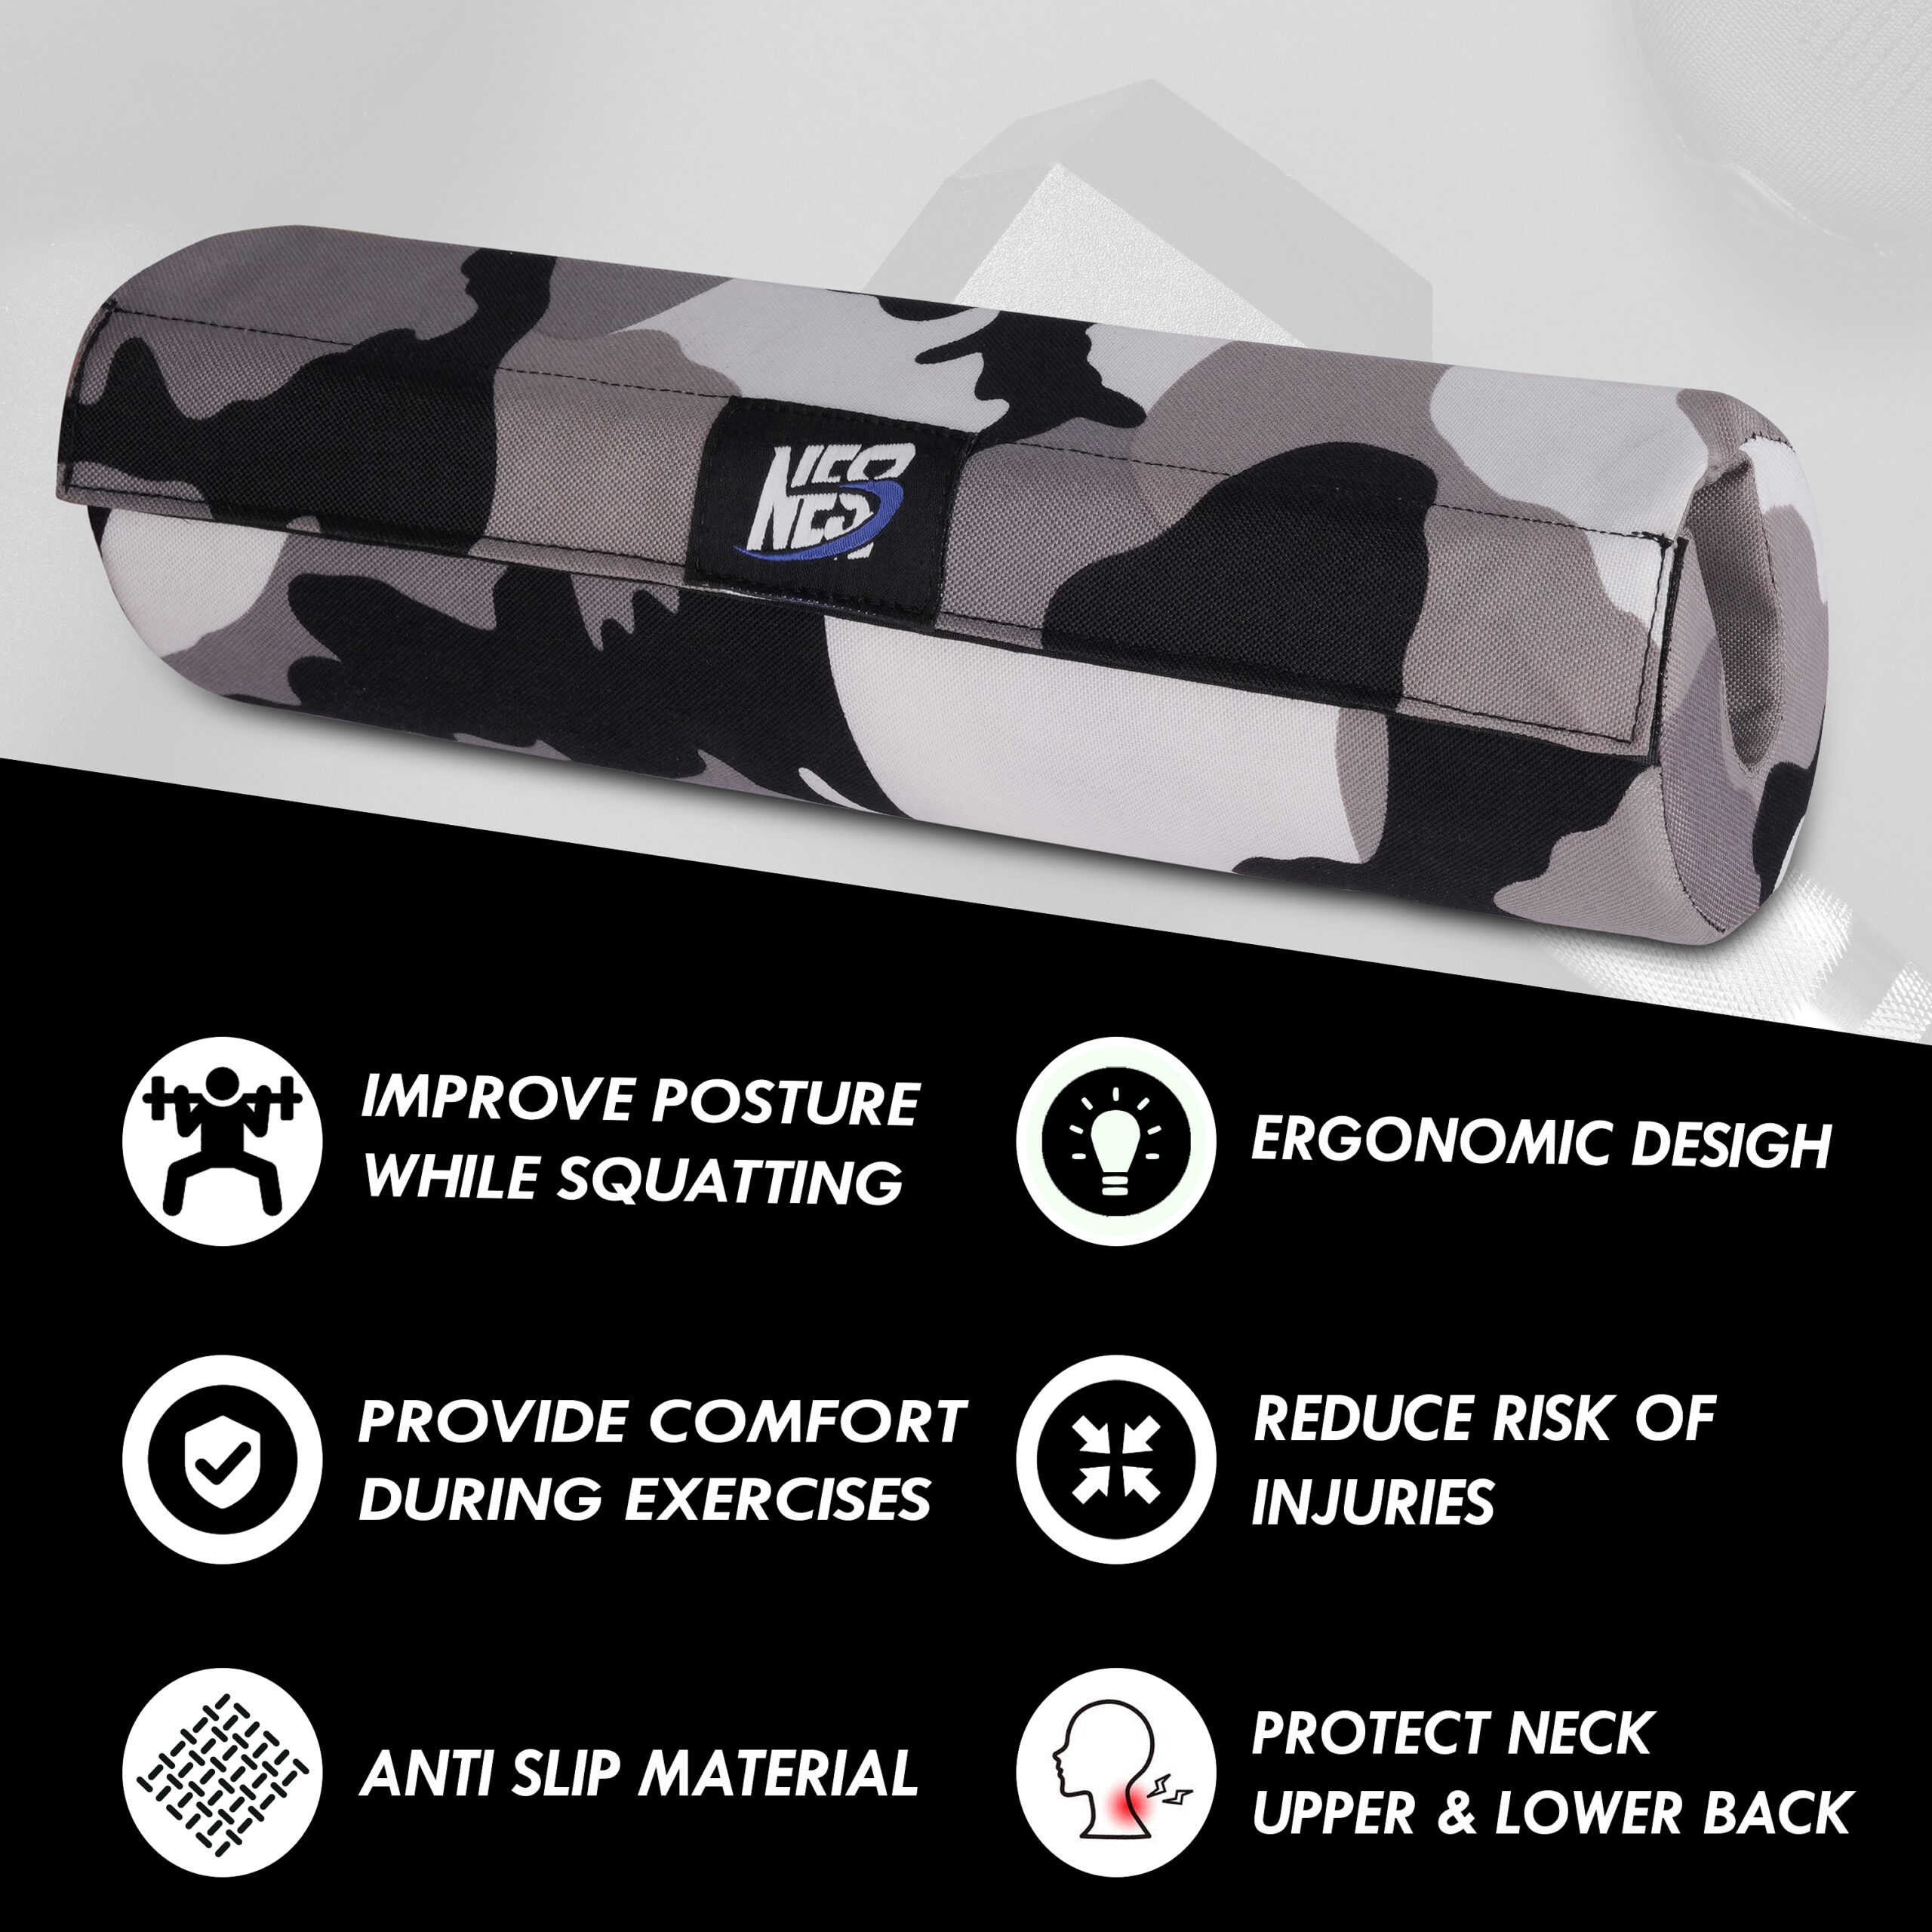 NES
IMPROVE POSTURE
WHILE SQUATTING
ERGONOMIC DESIGH
PROVIDE COMFORT
DURING EXERCISES
REDUCE RISK OF
INJURIES
ANTI SLIP MATERIAL
PROTECT NECK
UPPER & LOWER BACK